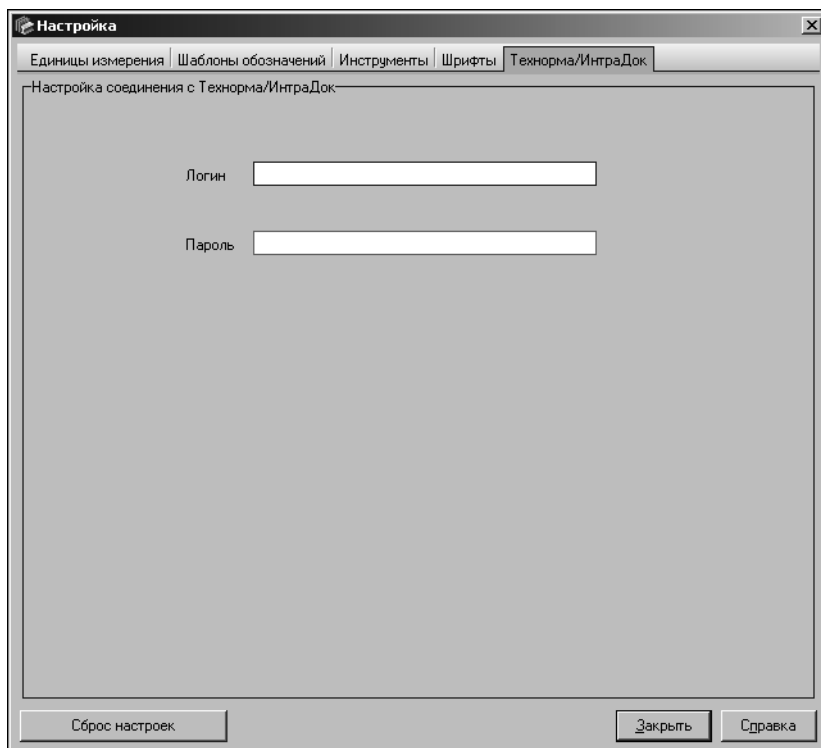 Настройка
Единицы измерения Шаблоны обозначений Инструменты Шрифты Технорма/ИнтраДок
Настройка соединения с Технорма/ИнтраДок
Логин
Пароль
Сброс настроек Закрыть Справка